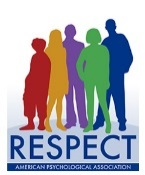 RESPECT
AMERICAN PSYCHOLOGICAL ASSOCIATION